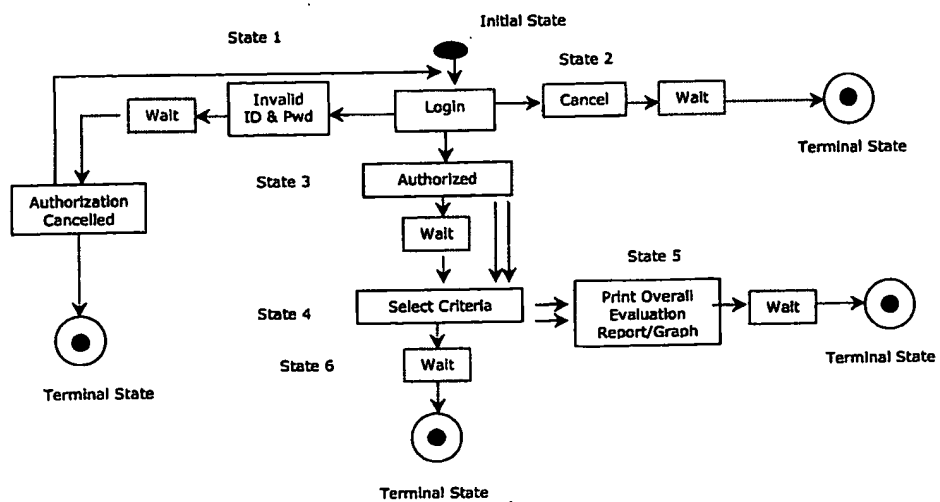 Initial State
State 1
State 2
Invalid
ID & Pwd
Wait
Login
Cancel
Wait
Terminal State
State 3
Authorized
Authorization
Cancelled
Wait
State 5
State 4
Select Criteria
Print Overall
Evaluation
Report/Graph
Wait
Terminal State
State 6
Wait
Terminal State
Terminal State